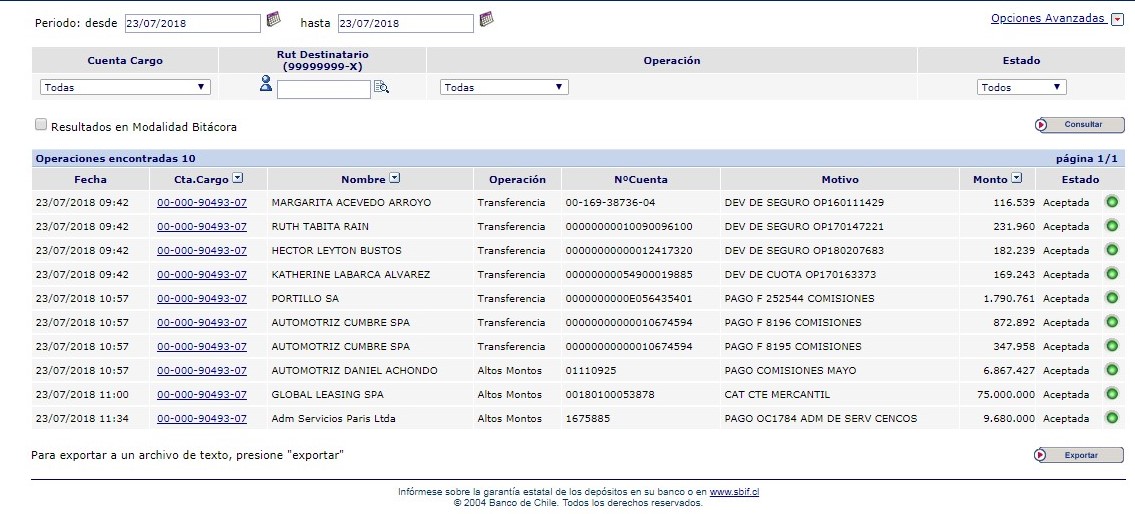 Periodo: desde 23/07/2018 hasta 23/07/2018 Opciones Avanzadas
Cuenta Cargo Rut Destinatario (99999999-X) Operación Estado
Todas Todas Todos
Resultados en Modalidad Bitácora Consultar
Operaciones encontradas 10 página 1/1
Fecha Cta.Cargo Nombre Operación NºCuenta Motivo Monto Estado
23/07/2018 09:42 00-000-90493-07 MARGARITA ACEVEDO ARROYO Transferencia 00-169-38736-04 DEV DE SEGURO OP160111429 116.539 Aceptada
23/07/2018 09:42 00-000-90493-07 RUTH TABITA RAIN Transferencia 00000000010090096100 DEV DE SEGURO OP170147221 231.960 Aceptada
23/07/2018 09:42 00-000-90493-07 HECTOR LEYTON BUSTOS Transferencia 00000000000012417320 DEV DE SEGURO OP180207683 182.239 Aceptada
23/07/2018 09:42 00-000-90493-07 KATHERINE LABARCA ALVAREZ Transferencia 00000000054900019885 DEV DE CUOTA OP170163373 169.243 Aceptada
23/07/2018 10:57 00-000-90493-07 PORTILLO SA Transferencia 0000000000E056435401 PAGO F 252544 COMISIONES 1.790.761 Aceptada
23/07/2018 10:57 00-000-90493-07 AUTOMOTRIZ CUMBRE SPA Transferencia 00000000000010674594 PAGO F 8196 COMISIONES 872.892 Aceptada
23/07/2018 10:57 00-000-90493-07 AUTOMOTRIZ CUMBRE SPA Transferencia 00000000000010674594 PAGO F 8195 COMISIONES 347.958 Aceptada
23/07/2018 10:57 00-000-90493-07 AUTOMOTRIZ DANIEL ACHONDO Altos Montos 01110925 PAGO COMISIONES MAYO 6.867.427 Aceptada
23/07/2018 11:00 00-000-90493-07 GLOBAL LEASING SPA Altos Montos 00180100053878 CAT CTE MERCANTIL 75.000.000 Aceptada
23/07/2018 11:34 00-000-90493-07 Adm Servicios Paris Ltda Altos Montos 1675885 PAGO OC1784 ADM DE SERV CENCOS 9.680.000 Aceptada
Para exportar a un archivo de texto, presione "exportar" Exportar
Infórmese sobre la garantía estatal de los depósitos en su banco o en www.sbif.cl
© 2004 Banco de Chile. Todos los derechos reservados.